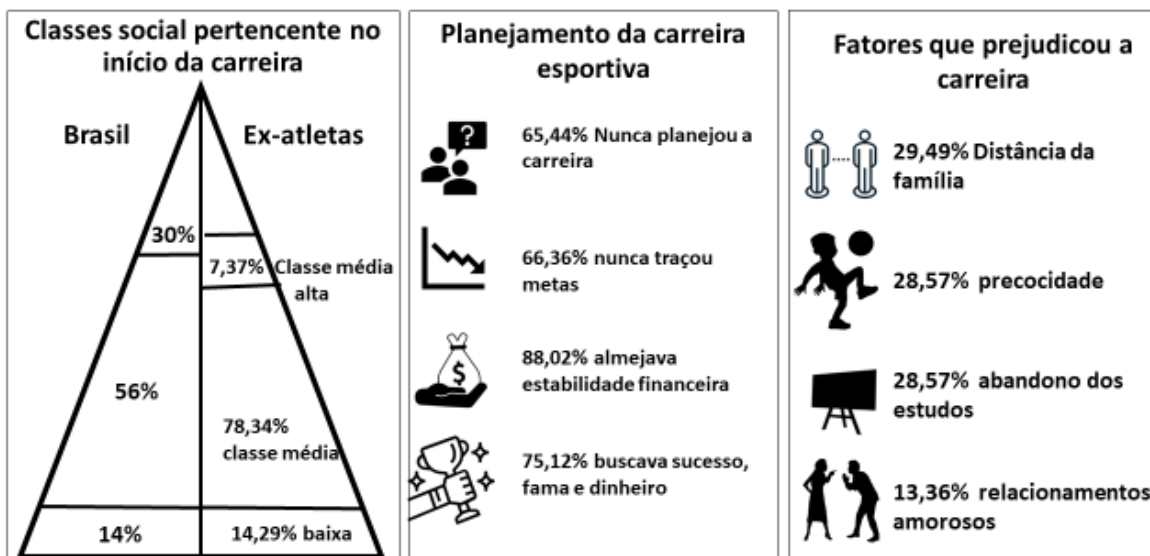 Classes social pertencente no
início da carreira
Brasil
Ex-atletas
30%
7,37% Classe média
alta
56%
78,34%
classe média
14%
14,29% baixa
Planejamento da carreira
esportiva
?
65,44% Nunca planejou a
carreira
66,36% nunca traçou
metas
$
88,02% almejava
estabilidade financeira
75,12% buscava sucesso,
fama e dinheiro
Fatores que prejudicou a
carreira
29,49% Distância da
família
28,57% precocidade
28,57% abandono dos
estudos
13,36% relacionamentos
amorosos